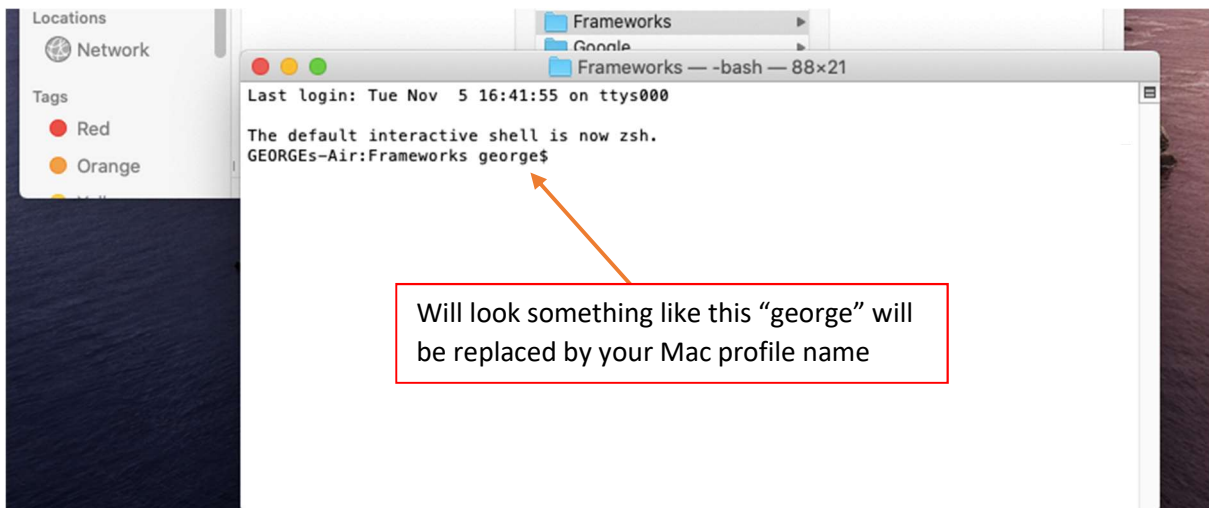 Locations
Network
Tags
Red
Orange
Frameworks
Google
Frameworks — -bash — 88×21
Last login: Tue Nov  5 16:41:55 on ttys000
The default interactive shell is now zsh.
GEORGEs-Air:Frameworks george$
Will look something like this “george” will
be replaced by your Mac profile name